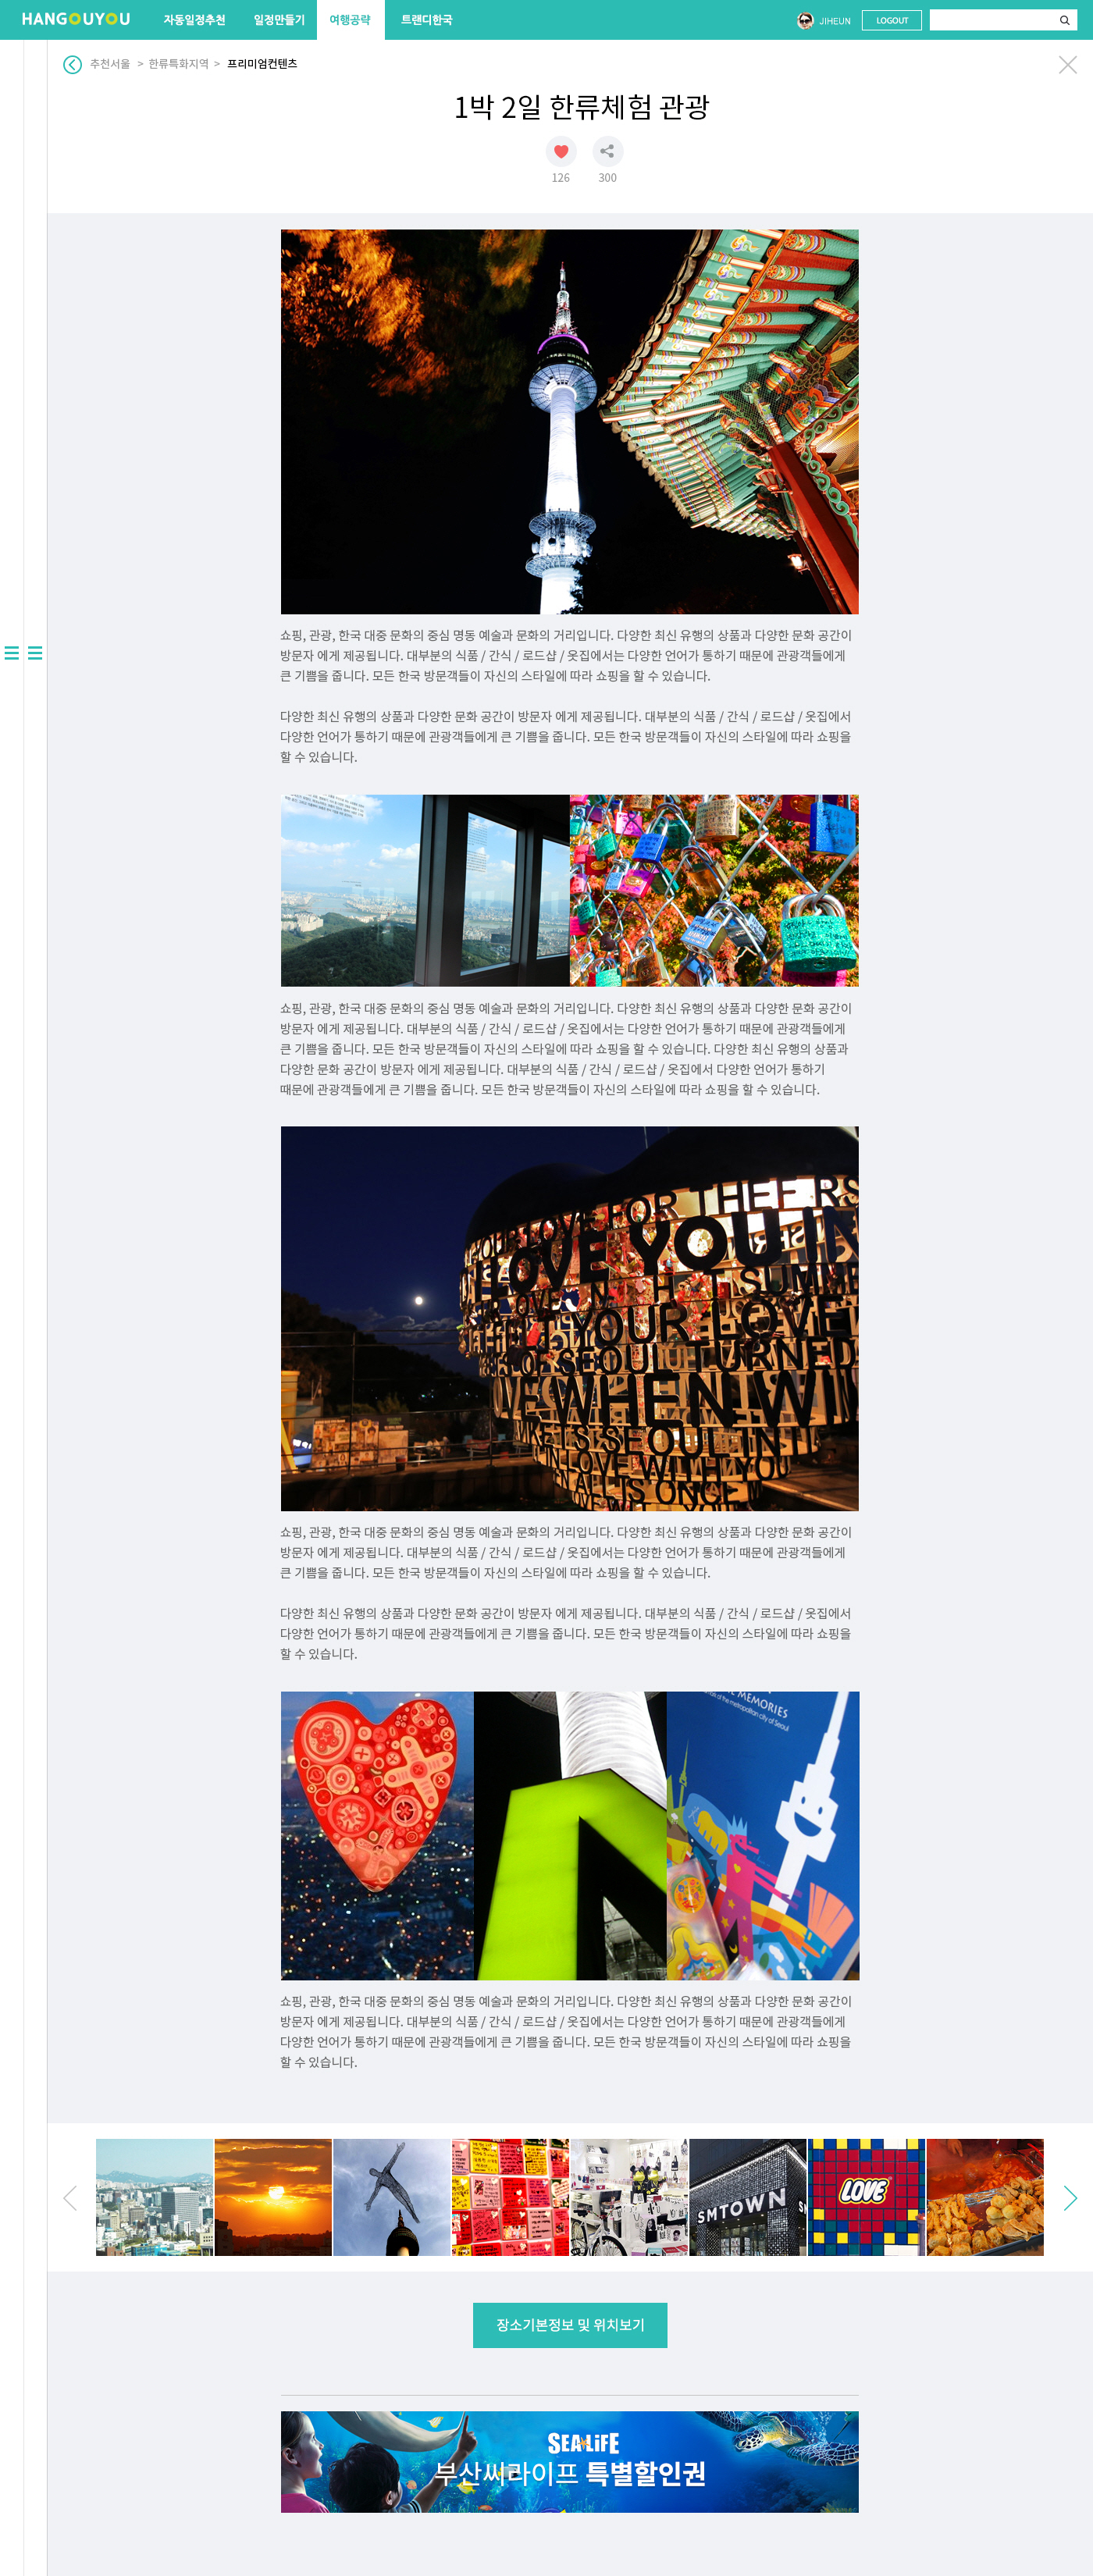 HANGOUYOU 자동일정추천 일정만들기 여행공략 트랜디한국 JIHEUN LOGOUT
추천서울 > 한류특화지역 > 프리미엄컨텐츠
1박 2일 한류체험 관광
126 300
쇼핑, 관광, 한국 대중 문화의 중심 명동 예술과 문화의 거리입니다. 다양한 최신 유행의 상품과 다양한 문화 공간이
방문자 에게 제공됩니다. 대부분의 식품 / 간식 / 로드샵 / 옷집에서는 다양한 언어가 통하기 때문에 관광객들에게
큰 기쁨을 줍니다. 모든 한국 방문객들이 자신의 스타일에 따라 쇼핑을 할 수 있습니다.
다양한 최신 유행의 상품과 다양한 문화 공간이 방문자 에게 제공됩니다. 대부분의 식품 / 간식 / 로드샵 / 옷집에서
다양한 언어가 통하기 때문에 관광객들에게 큰 기쁨을 줍니다. 모든 한국 방문객들이 자신의 스타일에 따라 쇼핑을
할 수 있습니다.
쇼핑, 관광, 한국 대중 문화의 중심 명동 예술과 문화의 거리입니다. 다양한 최신 유행의 상품과 다양한 문화 공간이
방문자 에게 제공됩니다. 대부분의 식품 / 간식 / 로드샵 / 옷집에서는 다양한 언어가 통하기 때문에 관광객들에게
큰 기쁨을 줍니다. 모든 한국 방문객들이 자신의 스타일에 따라 쇼핑을 할 수 있습니다. 다양한 최신 유행의 상품과
다양한 문화 공간이 방문자 에게 제공됩니다. 대부분의 식품 / 간식 / 로드샵 / 옷집에서 다양한 언어가 통하기
때문에 관광객들에게 큰 기쁨을 줍니다. 모든 한국 방문객들이 자신의 스타일에 따라 쇼핑을 할 수 있습니다.
OUR LOVE FOR THE FIRS
LOVE YOU IN
SUMME
YOUR LOVE
SEOUL TURNED
WHEN WIN
SEOUL IN
IN LOVE WITH YOU
ALL AT ONCE
쇼핑, 관광, 한국 대중 문화의 중심 명동 예술과 문화의 거리입니다. 다양한 최신 유행의 상품과 다양한 문화 공간이
방문자 에게 제공됩니다. 대부분의 식품 / 간식 / 로드샵 / 옷집에서는 다양한 언어가 통하기 때문에 관광객들에게
큰 기쁨을 줍니다. 모든 한국 방문객들이 자신의 스타일에 따라 쇼핑을 할 수 있습니다.
다양한 최신 유행의 상품과 다양한 문화 공간이 방문자 에게 제공됩니다. 대부분의 식품 / 간식 / 로드샵 / 옷집에서
다양한 언어가 통하기 때문에 관광객들에게 큰 기쁨을 줍니다. 모든 한국 방문객들이 자신의 스타일에 따라 쇼핑을
할 수 있습니다.
MEMORIES
of the metropolitan city of Seoul
쇼핑, 관광, 한국 대중 문화의 중심 명동 예술과 문화의 거리입니다. 다양한 최신 유행의 상품과 다양한 문화 공간이
방문자 에게 제공됩니다. 대부분의 식품 / 간식 / 로드샵 / 옷집에서는 다양한 언어가 통하기 때문에 관광객들에게
다양한 언어가 통하기 때문에 관광객들에게 큰 기쁨을 줍니다. 모든 한국 방문객들이 자신의 스타일에 따라 쇼핑을
할 수 있습니다.
SMTOWN
LOVE
장소기본정보 및 위치보기
SEALiFE
부산씨라이프 특별할인권